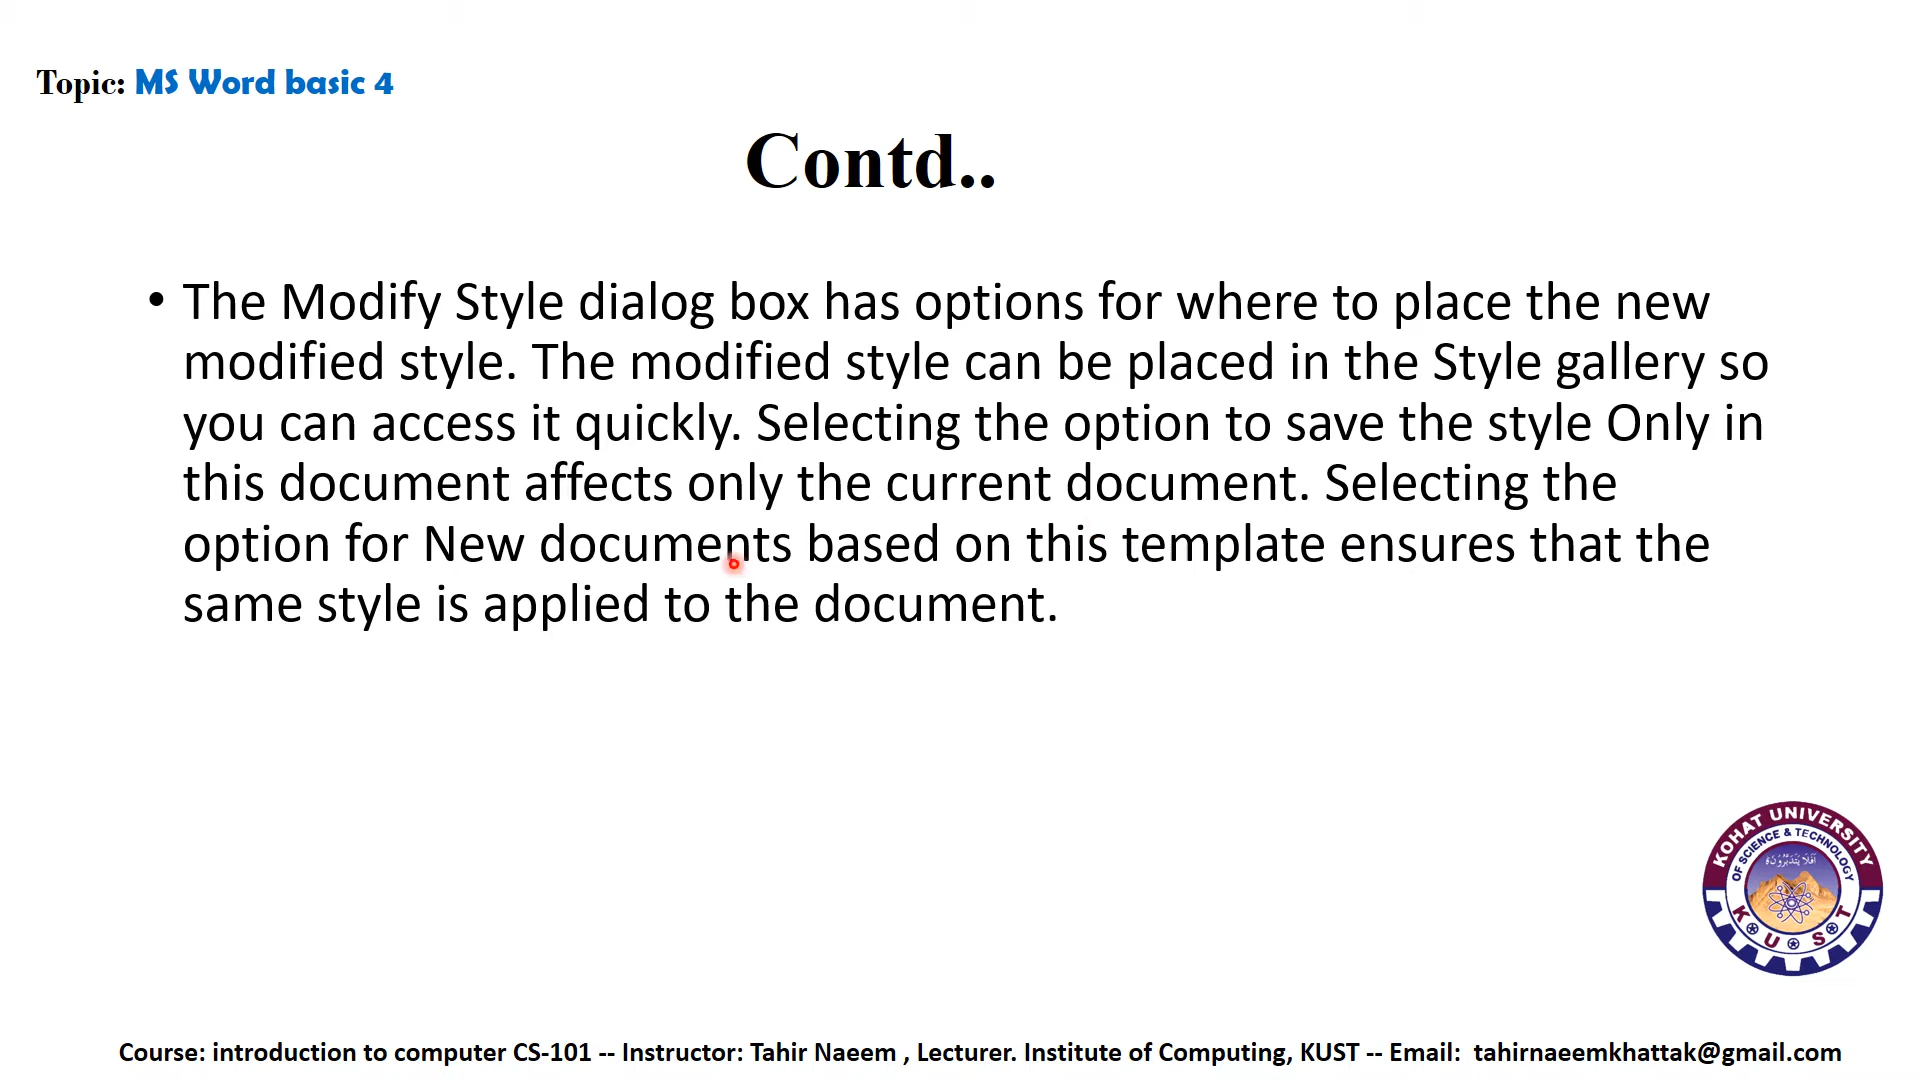 Topic: MS Word basic 4
Contd..
• The Modify Style dialog box has options for where to place the new
modified style. The modified style can be placed in the Style gallery so
you can access it quickly. Selecting the option to save the style Only in
this document affects only the current document. Selecting the
option for New documents based on this template ensures that the
same style is applied to the document.
KOHAT UNIVERSITY
OF SCIENCE & TECHNOLOGY
K U S T
Course: introduction to computer CS-101 -- Instructor: Tahir Naeem , Lecturer. Institute of Computing, KUST -- Email: tahirnaeemkhattak@gmail.com